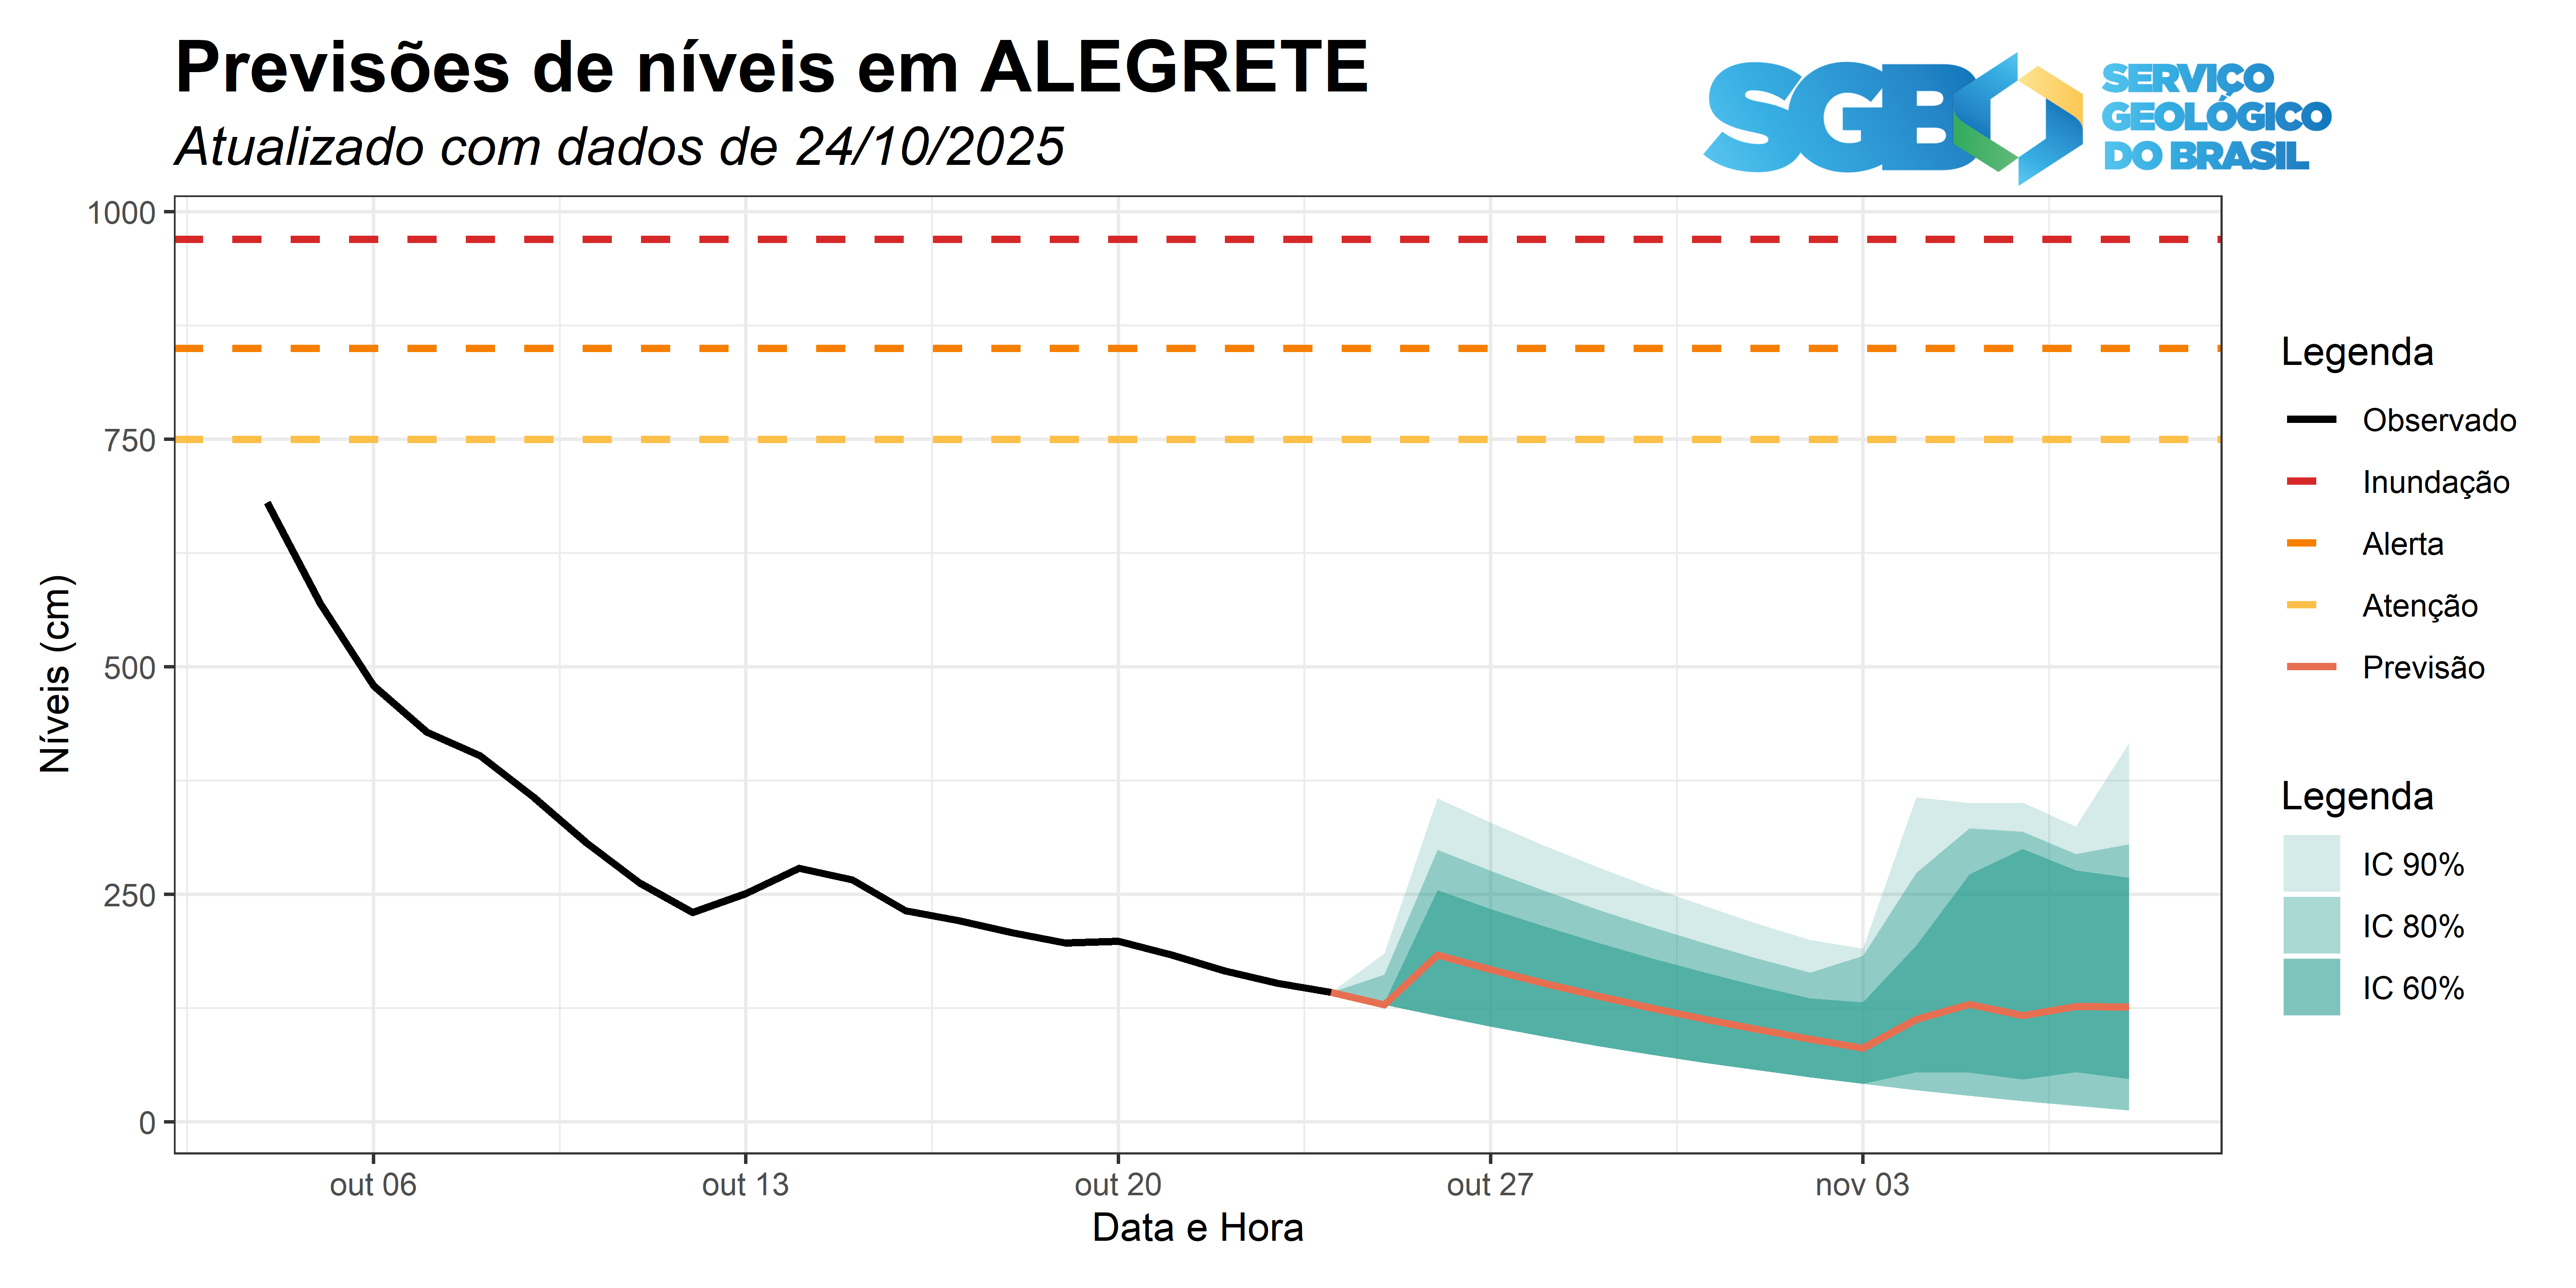 Previsões de níveis em ALEGRETE
Atualizado com dados de 24/10/2025
SGB
SERVIÇO
GEOLÓGICO
DO BRASIL
1000
750
500
250
0
Níveis (cm)
out 06
out 13
out 20
out 27
nov 03
Data e Hora
Legenda
Observado
Inundação
Alerta
Atenção
Previsão
Legenda
IC 90%
IC 80%
IC 60%